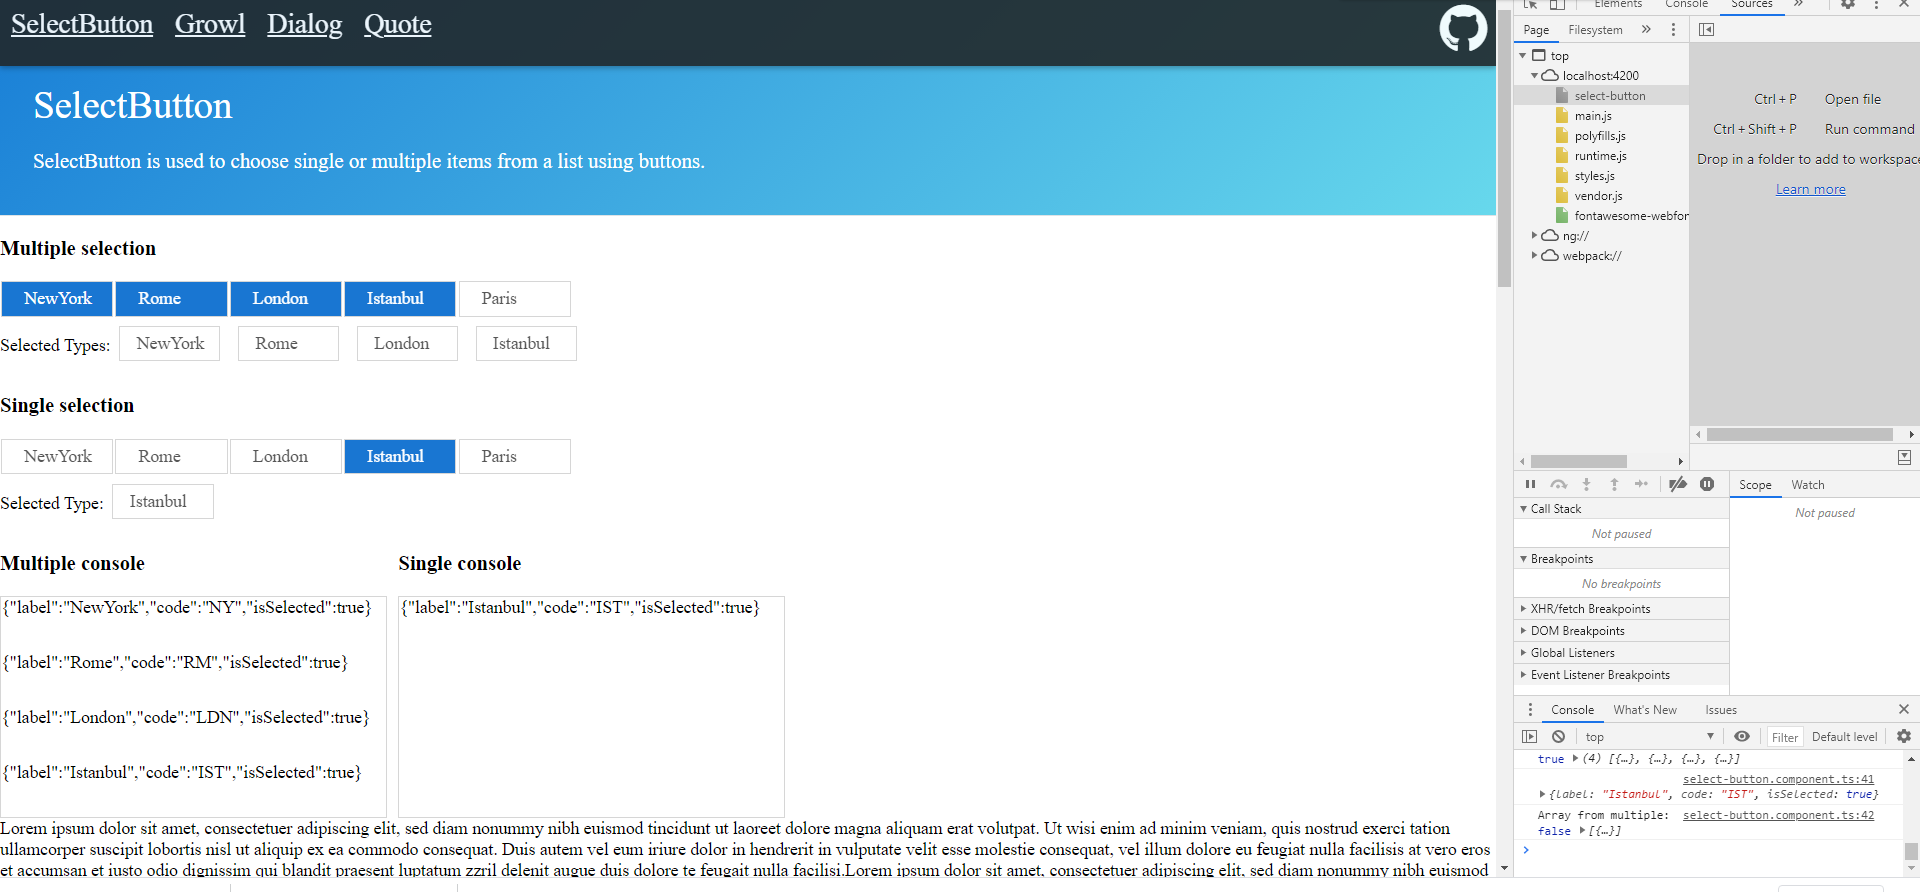 SelectButton Growl Dialog Quote
SelectButton
SelectButton is used to choose single or multiple items from a list using buttons.
Multiple selection
NewYork Rome London Istanbul Paris
Selected Types: NewYork Rome London Istanbul
Single selection
NewYork Rome London Istanbul Paris
Selected Type: Istanbul
Multiple console Single console
{"label":"NewYork","code":"NY","isSelected":true} {"label":"Istanbul","code":"IST","isSelected":true}
{"label":"Rome","code":"RM","isSelected":true}
{"label":"London","code":"LDN","isSelected":true}
{"label":"Istanbul","code":"IST","isSelected":true}
Lorem ipsum dolor sit amet, consectetuer adipiscing elit, sed diam nonummy nibh euismod tincidunt ut laoreet dolore magna aliquam erat volutpat. Ut wisi enim ad minim veniam, quis nostrud exerci tation
ullamcorper suscipit lobortis nisl ut aliquip ex ea commodo consequat. Duis autem vel eum iriure dolor in hendrerit in vulputate velit esse molestie consequat, vel illum dolore eu feugiat nulla facilisis at vero eros
et accumsan et iusto odio dignissim qui blandit praesent luptatum zzril delenit augue duis dolore te feugait nulla facilisi.Lorem ipsum dolor sit amet, consectetuer adipiscing elit, sed diam nonummy nibh euismod
Elements Console Sources »
Page Filesystem »
top
localhost:4200
select-button
main.js
polyfills.js
runtime.js
styles.js
vendor.js
fontawesome-webfon
ng://
webpack://
Ctrl + P Open file
Ctrl + Shift + P Run command
Drop in a folder to add to workspace
Learn more
Scope Watch
Not paused
Call Stack
Not paused
Breakpoints
No breakpoints
XHR/fetch Breakpoints
DOM Breakpoints
Global Listeners
Event Listener Breakpoints
Console What's New Issues
top Filter Default level
true (4) [{…}, {…}, {…}, {…}]
select-button.component.ts:41
{label: "Istanbul", code: "IST", isSelected: true}
Array from multiple: select-button.component.ts:42
false [{…}]